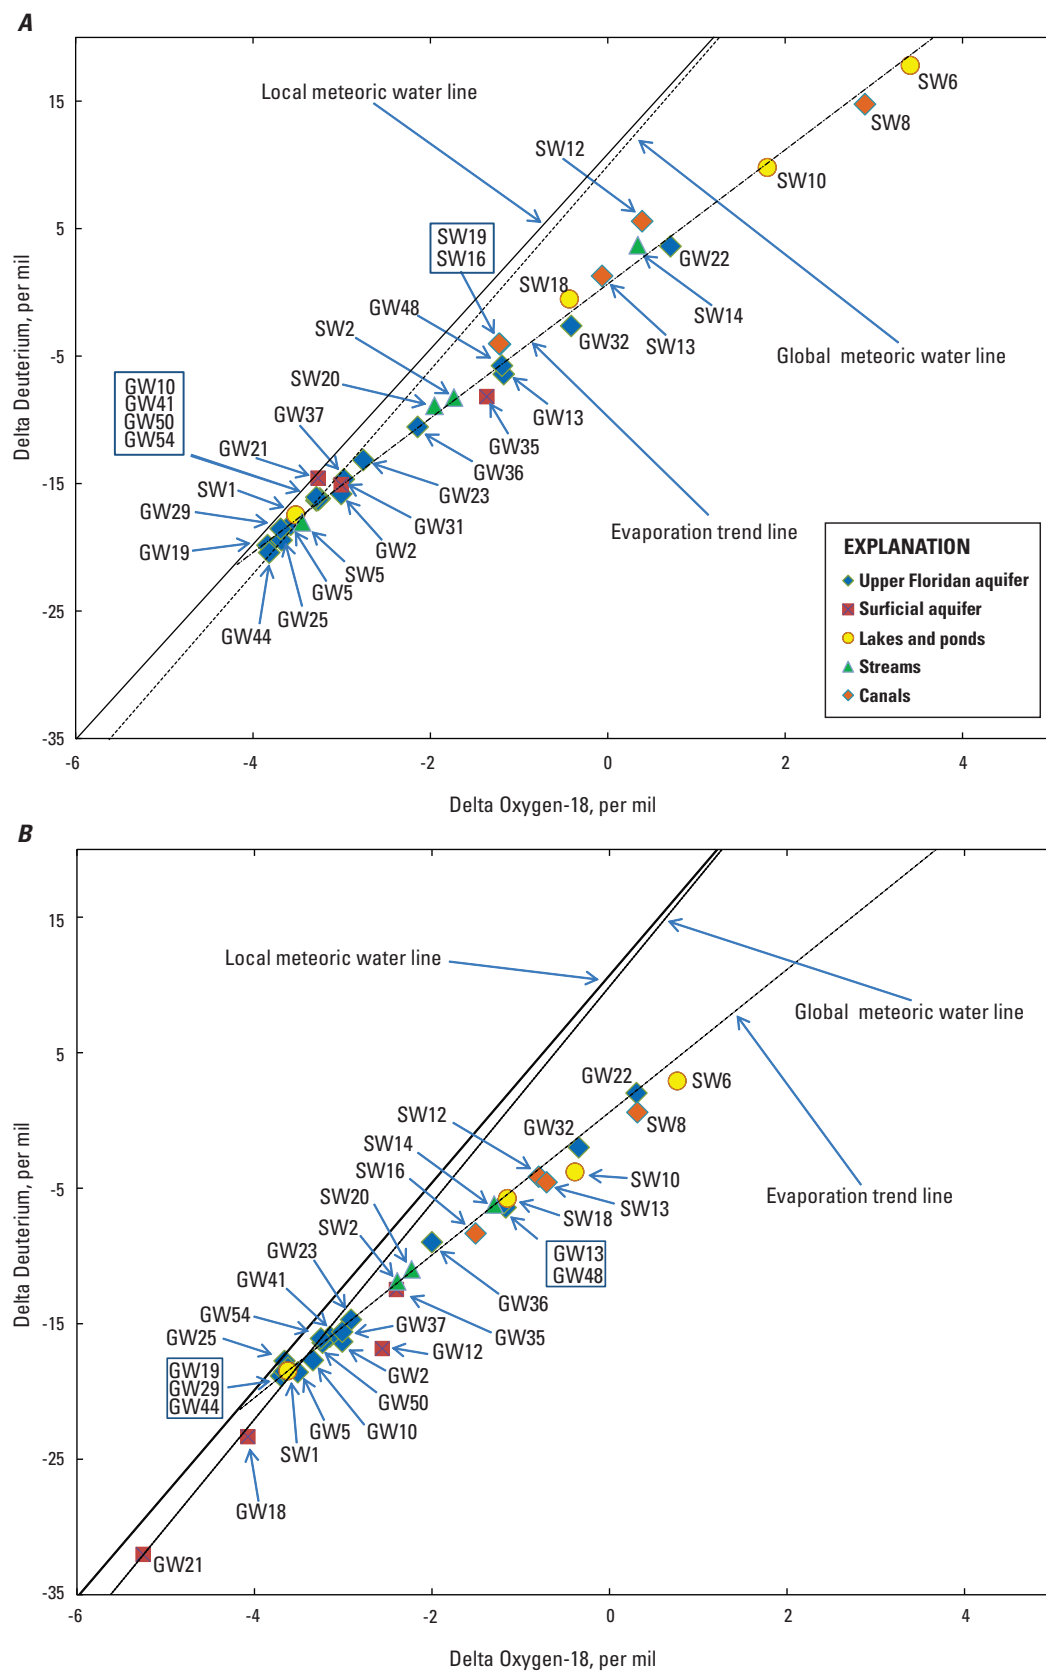 A
Local meteoric water line
SW6
SW8
SW12
SW10
SW19
SW16
GW22
SW18
GW48
SW14
SW2
GW32
SW13
Global  meteoric water line
SW20
GW10
GW41
GW50
GW54
GW37
GW13
GW35
GW21
GW36
SW1
GW23
GW29
GW31
Evaporation trend line
GW19
GW2
SW5
GW5
GW25
GW44
EXPLANATION
Upper Floridan aquifer
Surficial aquifer
Lakes and ponds
Streams
Canals
15
5
-5
-15
-25
-35
Delta Deuterium, per mil
-6
-4
-2
0
2
4
Delta Oxygen-18, per mil
B
Local meteoric water line
Global  meteoric water line
GW22
SW6
SW12
SW8
GW32
SW14
SW16
SW10
Evaporation trend line
SW20
SW13
SW2
SW18
GW23
GW13
GW48
GW41
GW36
GW54
GW37
GW35
GW25
GW12
GW19
GW29
GW44
GW2
GW50
GW5
GW10
SW1
GW18
GW21
15
5
-5
-15
-25
-35
Delta Deuterium, per mil
-6
-4
-2
0
2
4
Delta Oxygen-18, per mil